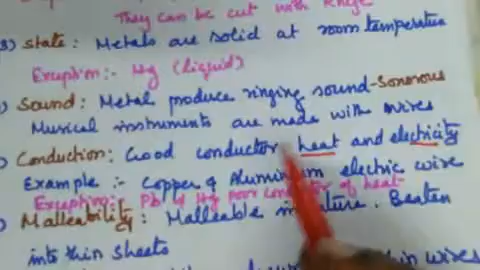 They can be cut with knife
3) State: Metals are solid at room temperature
Exception:- Hg (liquid)
) Sound: Metal produce ringing sound-Sonorous
Musical instruments are made with wires
) Conduction: Good conductor heat and electricity
Example :- Copper & Aluminium electric wire
Exception: Pb & Hg poor conductor of heat
) Malleability: Malleable in nature. Beaten
into thin sheets
thin wires